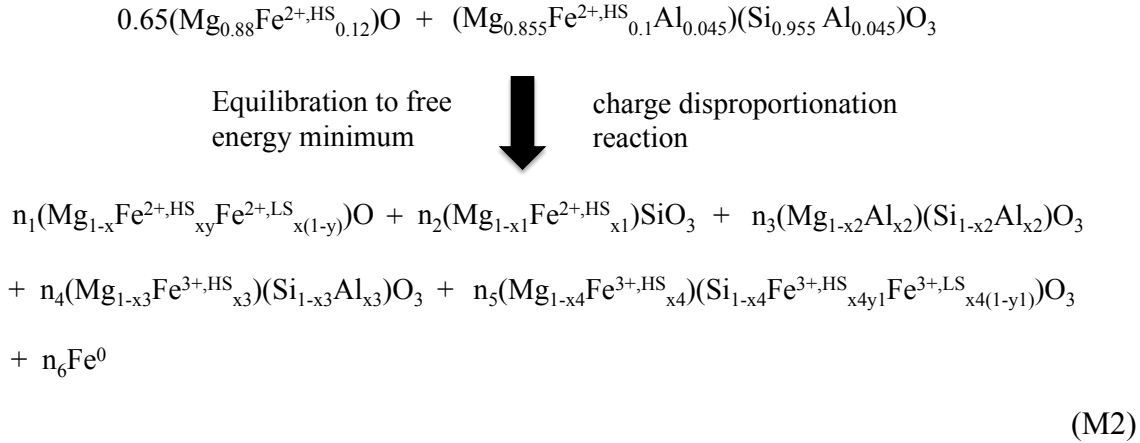 0.65(Mg₀.₈₈Fe²⁺,ᴴˢ₀.₁₂)O + (Mg₀.₈₅₅Fe²⁺,ᴴˢ₀.₁Al₀.₀₄₅)(Si₀.₉₅₅ Al₀.₀₄₅)O₃
Equilibration to free energy minimum
charge disproportionation reaction
n₁(Mg₁₋ₓFe²⁺,ᴴˢₓᵧFe²⁺,ᴸˢₓ₍₁₋ᵧ₎)O + n₂(Mg₁₋ₓ₁Fe²⁺,ᴴˢₓ₁)SiO₃ + n₃(Mg₁₋ₓ₂Alₓ₂)(Si₁₋ₓ₂Alₓ₂)O₃
+ n₄(Mg₁₋ₓ₃Fe³⁺,ᴴˢₓ₃)(Si₁₋ₓ₃Alₓ₃)O₃ + n₅(Mg₁₋ₓ₄Fe³⁺,ᴴˢₓ₄)(Si₁₋ₓ₄Fe³⁺,ᴴˢₓ₄ᵧ₁Fe³⁺,ᴸˢₓ₄₍₁₋ᵧ₁₎)O₃
+ n₆Fe⁰
(M2)